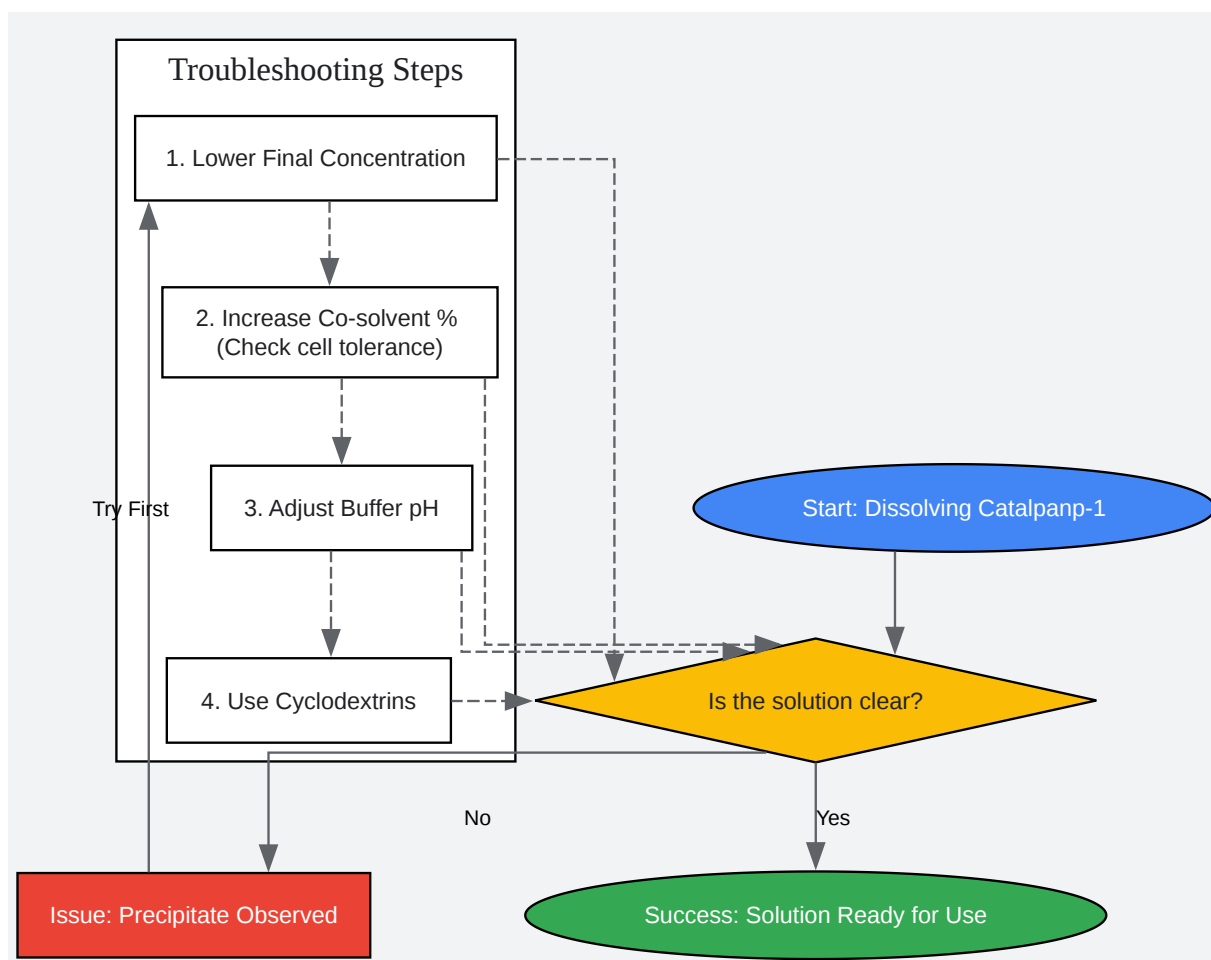 Troubleshooting Steps
1. Lower Final Concentration
2. Increase Co-solvent %
(Check cell tolerance)
3. Adjust Buffer pH
Try First
Start: Dissolving Catalpanp-1
4. Use Cyclodextrins
Is the solution clear?
No
Yes
Issue: Precipitate Observed
Success: Solution Ready for Use